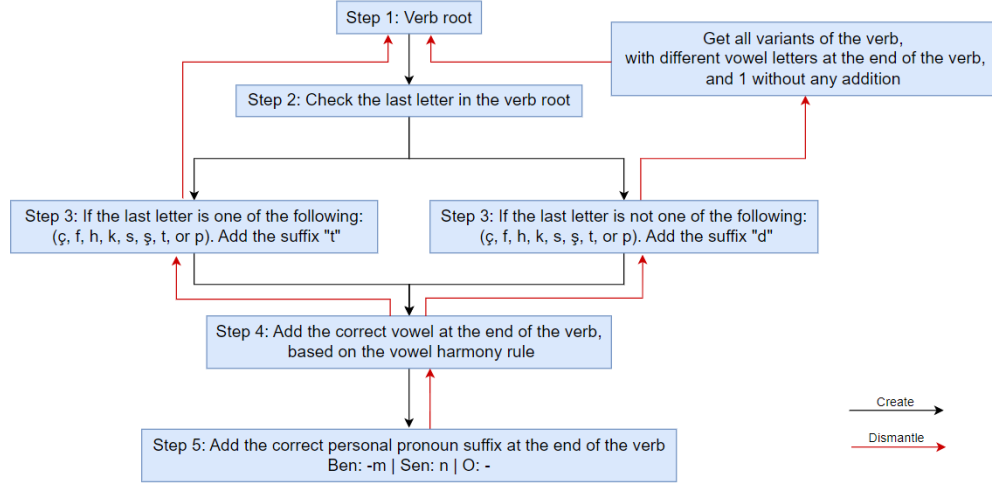 Step 1: Verb root
Get all variants of the verb,
with different vowel letters at the end of the verb,
and 1 without any addition
Step 2: Check the last letter in the verb root
Step 3: If the last letter is one of the following:
(ç, f, h, k, s, ş, t, or p). Add the suffix "t"
Step 3: If the last letter is not one of the following:
(ç, f, h, k, s, ş, t, or p). Add the suffix "d"
Step 4: Add the correct vowel at the end of the verb,
based on the vowel harmony rule
Step 5: Add the correct personal pronoun suffix at the end of the verb
Ben: -m | Sen: n | O: -
Create
Dismantle